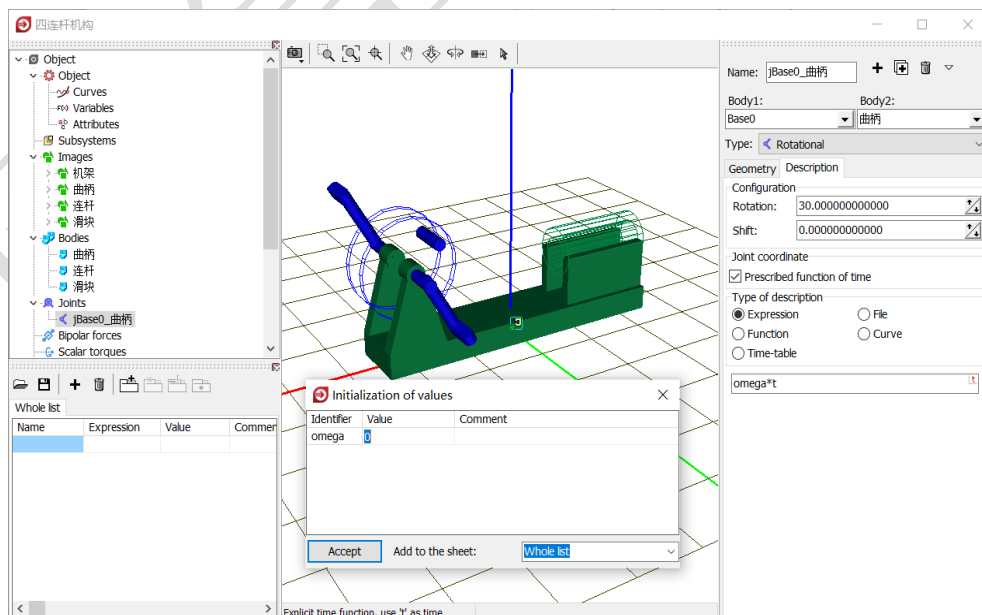 四连杆机构
Object
Object
Curves
F(x) Variables
Attributes
Subsystems
Images
机架
曲柄
连杆
滑块
Bodies
曲柄
连杆
滑块
Joints
jBase0_曲柄
Bipolar forces
Scalar torques
Whole list
Name Expression Value Commen
Name: jBase0_曲柄
Body1: Body2:
Base0 曲柄
Type: Rotational
Geometry Description
Configuration
Rotation: 30.000000000000
Shift: 0.000000000000
Joint coordinate
Prescribed function of time
Type of description
Expression File
Function Curve
Time-table
omega*t
Initialization of values
Identifier Value Comment
omega 0
Accept Add to the sheet: Whole list
Explicit time function, use 't' as time